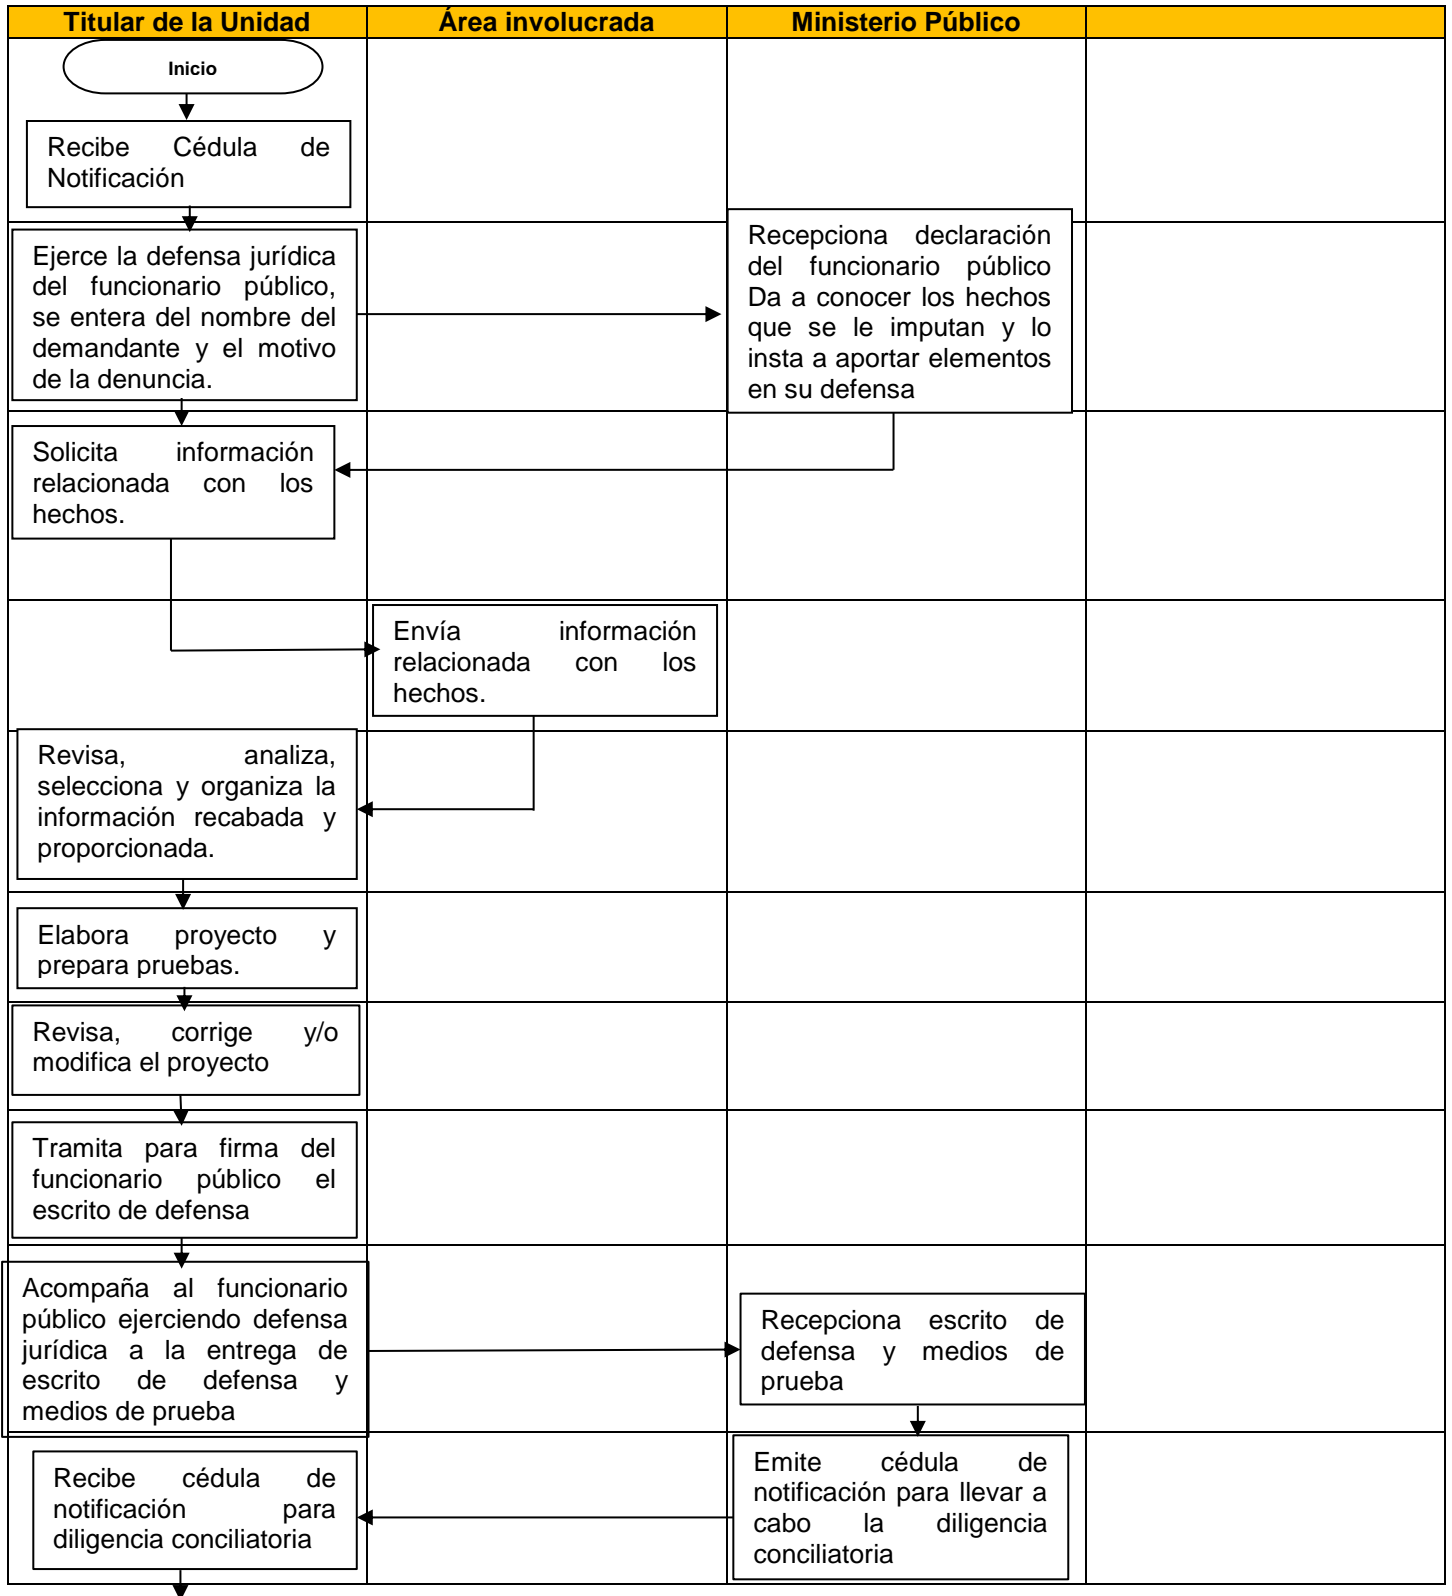 Titular de la Unidad
Área involucrada
Ministerio Público
Inicio
Recibe Cédula de
Notificación
Ejerce la defensa jurídica
del funcionario público,
se entera del nombre del
demandante y el motivo
de la denuncia.
Recepciona declaración
del funcionario público
Da a conocer los hechos
que se le imputan y lo
insta a aportar elementos
en su defensa
Solicita información
relacionada con los
hechos.
Envía información
relacionada con los
hechos.
Revisa, analiza,
selecciona y organiza la
información recabada y
proporcionada.
Elabora proyecto y
prepara pruebas.
Revisa, corrige y/o
modifica el proyecto
Tramita para firma del
funcionario público el
escrito de defensa
Acompaña al funcionario
público ejerciendo defensa
jurídica a la entrega de
escrito de defensa y
medios de prueba
Recepciona escrito de
defensa y medios de
prueba
Emite cédula de
notificación para llevar a
cabo la diligencia
conciliatoria
Recibe cédula de
notificación para
diligencia conciliatoria